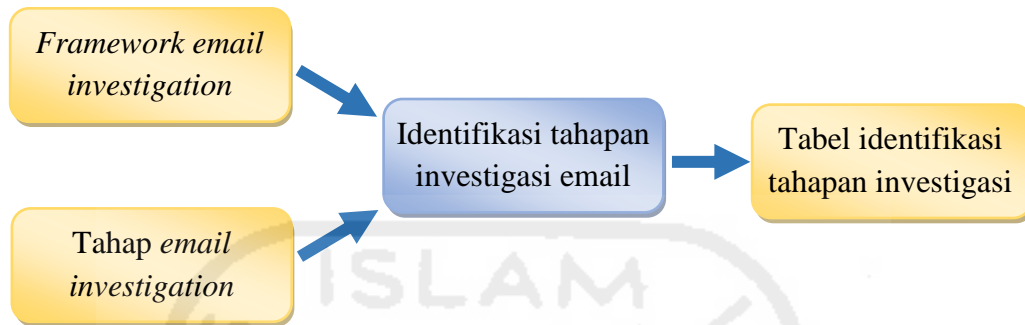 Framework email
investigation
Identifikasi tahapan
investigasi email
Tabel identifikasi
tahapan investigasi
Tahap email
investigation
ISLAM